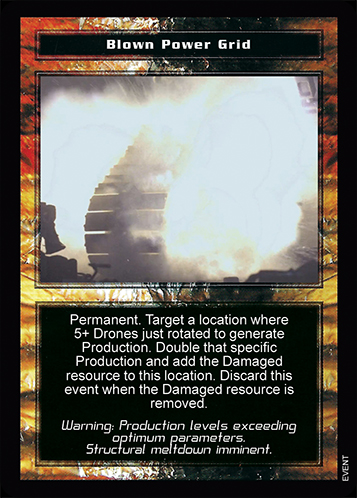 Blown Power Grid
Permanent. Target a location where
5+ Drones just rotated to generate
Production. Double that specific
Production and add the Damaged
resource to this location. Discard this
event when the Damaged resource is
removed.
Warning: Production levels exceeding
optimum parameters.
Structural meltdown imminent.
EVENT